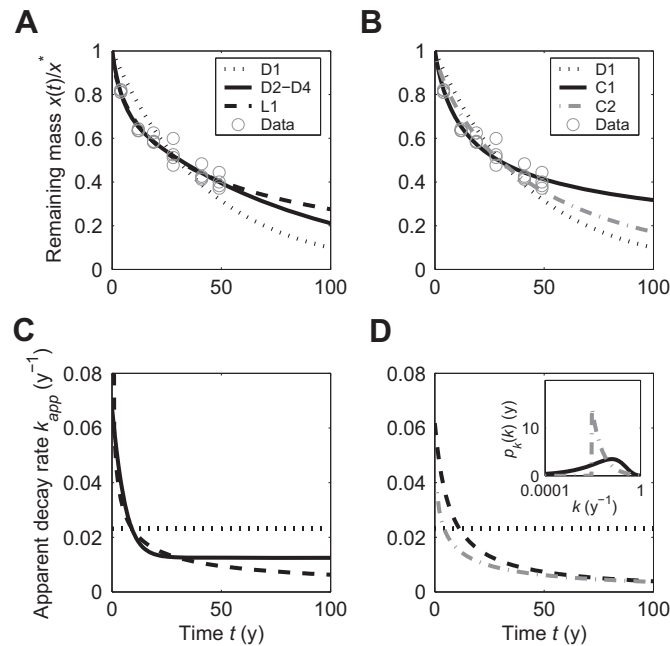 A
Remaining mass x(t)/x*
1
0.8
0.6
0.4
0.2
0
0 50 100
D1
D2−D4
L1
Data
B
1
0.8
0.6
0.4
0.2
0
0 50 100
D1
C1
C2
Data
C
Apparent decay rate k_app (y⁻¹)
0.08
0.06
0.04
0.02
0
0 50 100
Time t (y)
D
0.08
0.06
0.04
0.02
0
0 50 100
Time t (y)
p_k(k) (y)
10
0
0.0001 1
k (y⁻¹)